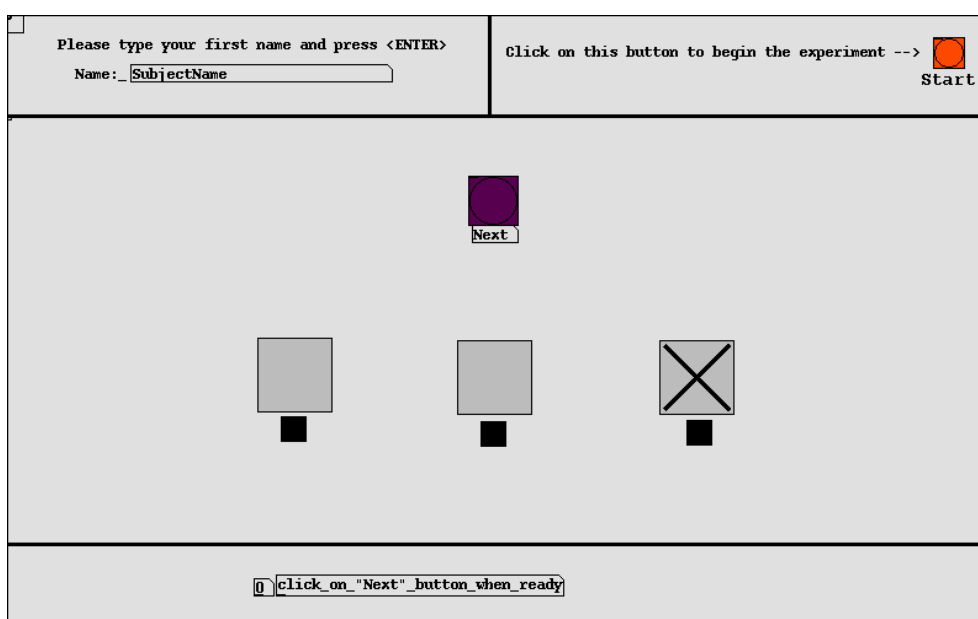 Please type your first name and press <ENTER>
Name:_ SubjectName
Click on this button to begin the experiment -->
Start
Next
0 click_on_"Next"_button_when_ready